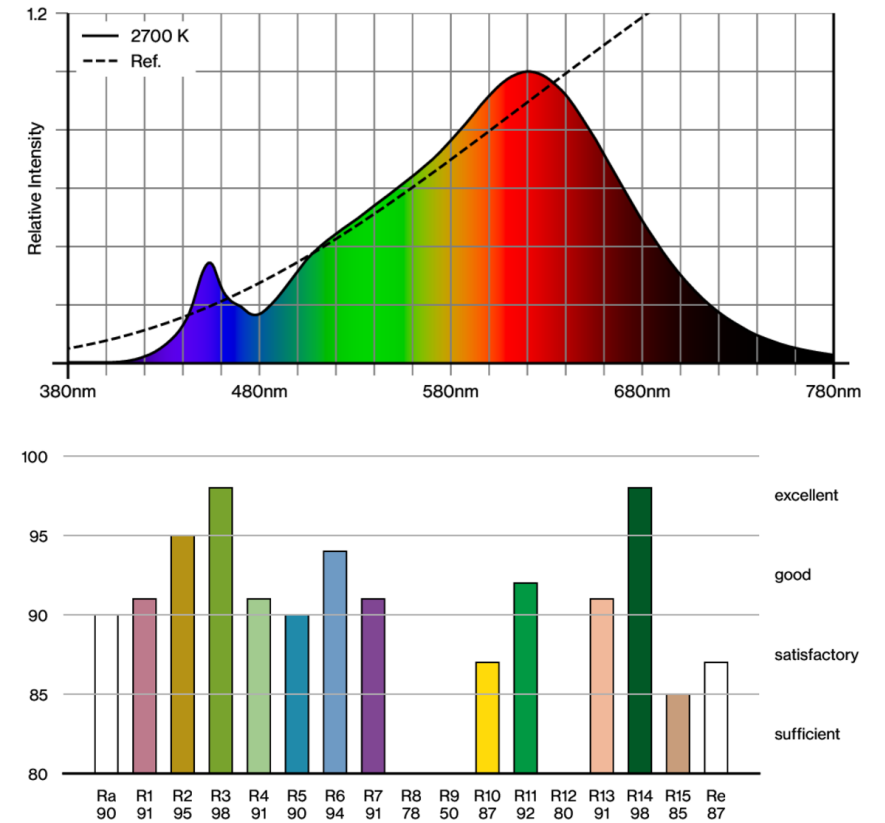 1.2
2700 K
Ref.
Relative Intensity
380nm 480nm 580nm 680nm 780nm
100
excellent
95
good
90
satisfactory
85
sufficient
80
Ra R1 R2 R3 R4 R5 R6 R7 R8 R9 R10 R11 R12 R13 R14 R15 Re
90 91 95 98 91 90 94 91 78 50 87 92 80 91 98 85 87